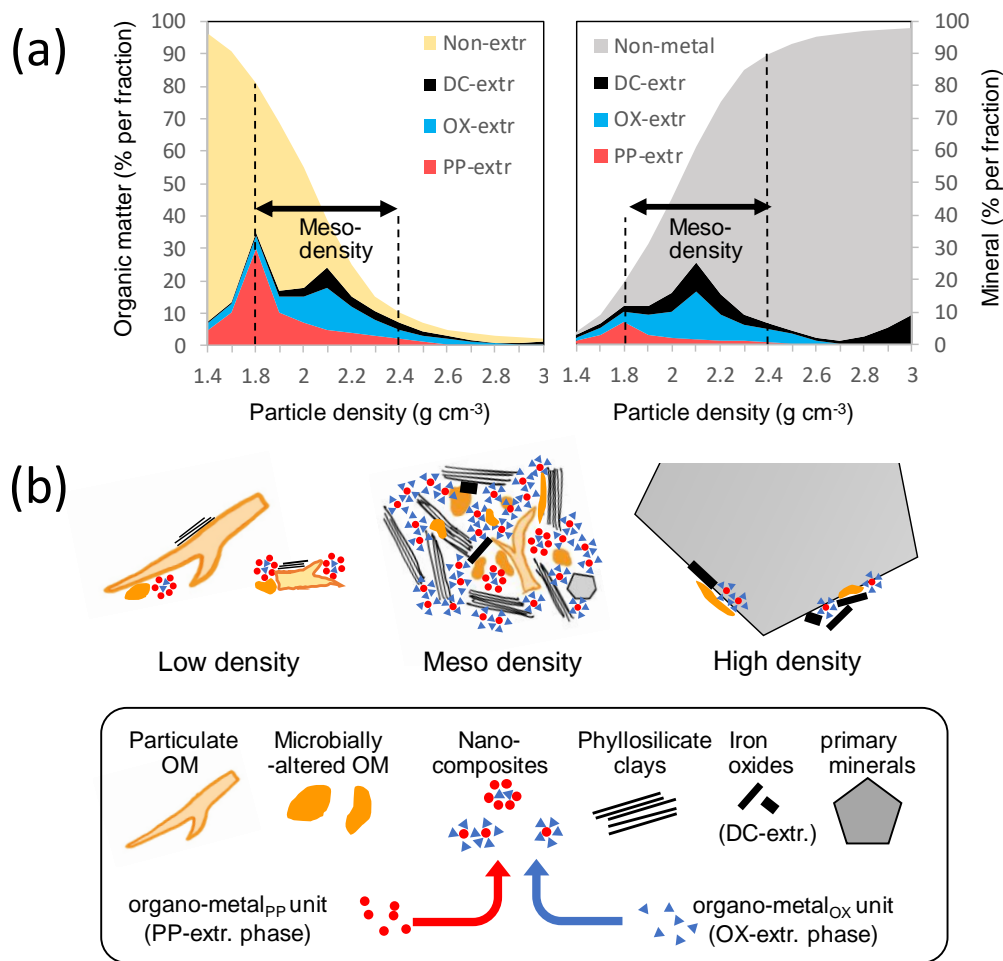 (a)
100
90
80
70
60
50
40
30
20
10
0
Organic matter (% per fraction)
Non-extr
DC-extr
OX-extr
PP-extr
Meso-
density
1.4
1.8
2
2.2
2.4
2.6
2.8
3
Particle density (g cm-3)
Non-metal
DC-extr
OX-extr
PP-extr
Meso-
density
1.4
1.6
1.8
2
2.2
2.4
2.6
2.8
3
Particle density (g cm-3)
100
90
80
70
60
50
40
30
20
10
0
Mineral (% per fraction)
(b)
Low density
Meso density
High density
Particulate
OM
Microbially
-altered OM
Nano-
composites
Phyllosilicate
clays
Iron
oxides
(DC-extr.)
primary
minerals
organo-metalPP unit
(PP-extr. phase)
organo-metalOX unit
(OX-extr. phase)